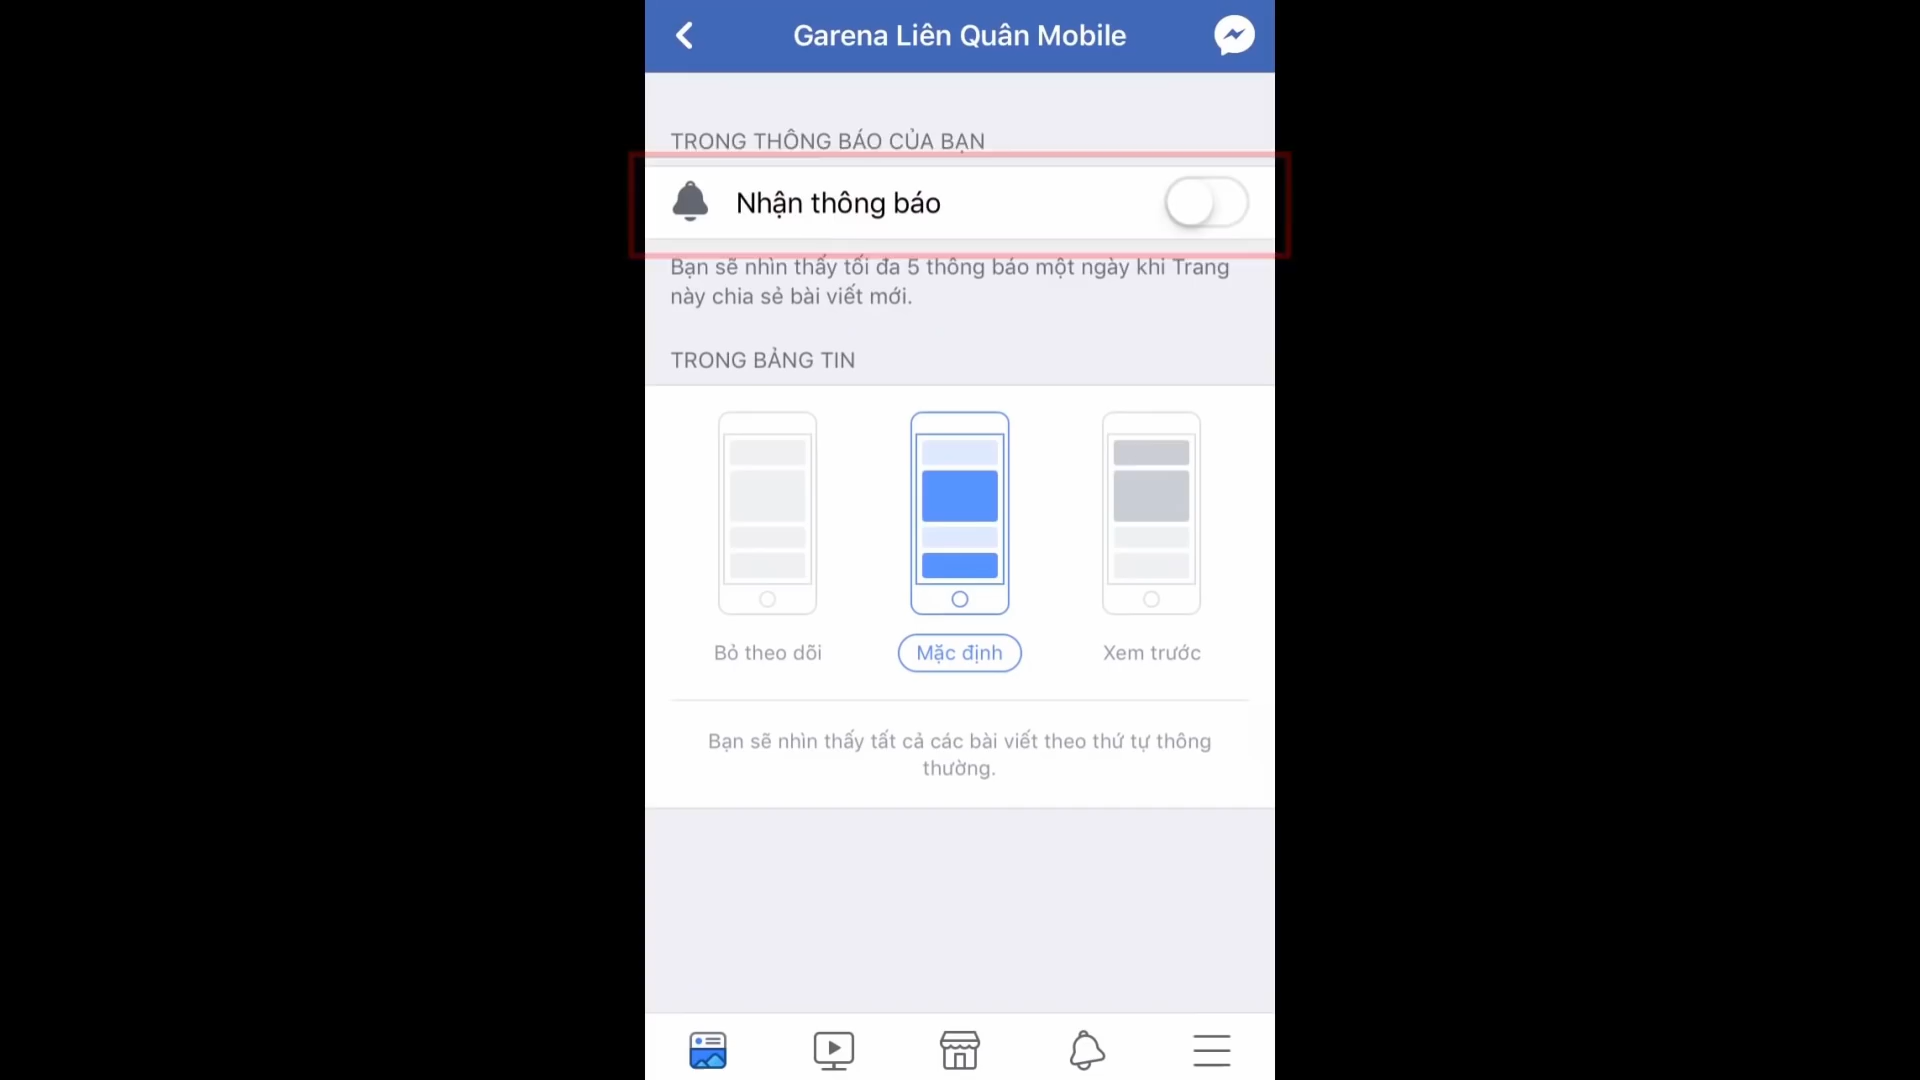 Garena Liên Quân Mobile
TRONG THÔNG BÁO CỦA BẠN
Nhận thông báo
Bạn sẽ nhìn thấy tối đa 5 thông báo một ngày khi Trang
này chia sẻ bài viết mới.
TRONG BẢNG TIN
Bỏ theo dõi
Mặc định
Xem trước
Bạn sẽ nhìn thấy tất cả các bài viết theo thứ tự thông
thường.